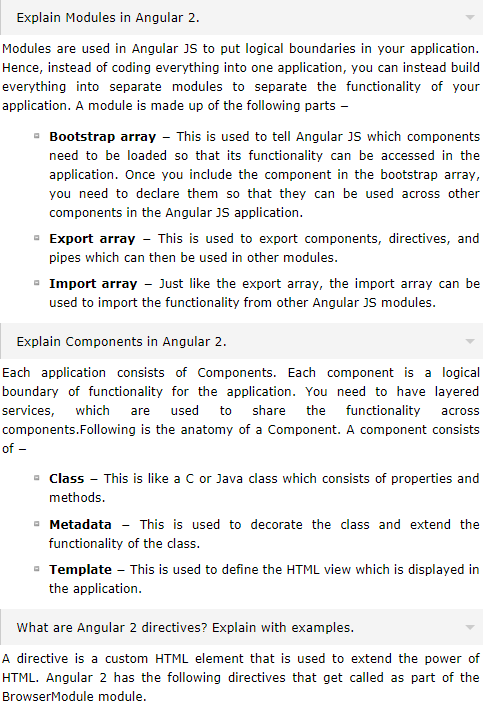 Explain Modules in Angular 2.
Modules are used in Angular JS to put logical boundaries in your application.
Hence, instead of coding everything into one application, you can instead build
everything into separate modules to separate the functionality of your
application. A module is made up of the following parts −
Bootstrap array − This is used to tell Angular JS which components
need to be loaded so that its functionality can be accessed in the
application. Once you include the component in the bootstrap array,
you need to declare them so that they can be used across other
components in the Angular JS application.
Export array − This is used to export components, directives, and
pipes which can then be used in other modules.
Import array − Just like the export array, the import array can be
used to import the functionality from other Angular JS modules.
Explain Components in Angular 2.
Each application consists of Components. Each component is a logical
boundary of functionality for the application. You need to have layered
services, which are used to share the functionality across
components.Following is the anatomy of a Component. A component consists
of −
Class − This is like a C or Java class which consists of properties and
methods.
Metadata − This is used to decorate the class and extend the
functionality of the class.
Template − This is used to define the HTML view which is displayed in
the application.
What are Angular 2 directives? Explain with examples.
A directive is a custom HTML element that is used to extend the power of
HTML. Angular 2 has the following directives that get called as part of the
BrowserModule module.